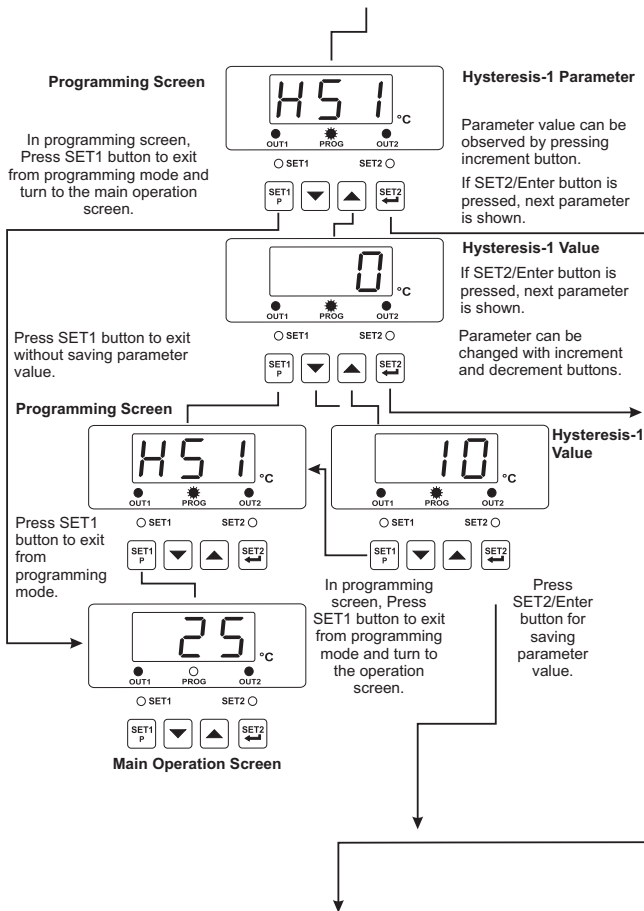 Programming Screen
HS1
°C
OUT1 PROG OUT2
SET1 SET2
SET1
P
SET2
Hysteresis-1 Parameter
In programming screen,
Press SET1 button to exit
from programming mode and
turn to the main operation
screen.
Parameter value can be
observed by pressing
increment button.
If SET2/Enter button is
pressed, next parameter
is shown.
0
°C
OUT1 PROG OUT2
SET1 SET2
SET1
P
SET2
Hysteresis-1 Value
If SET2/Enter button is
pressed, next parameter
is shown.
Parameter can be
changed with increment
and decrement buttons.
Press SET1 button to exit
without saving parameter
value.
Programming Screen
HS1
°C
OUT1 PROG OUT2
SET1 SET2
SET1
P
SET2
10
°C
OUT1 PROG OUT2
SET1 SET2
SET1
P
SET2
Hysteresis-1
Value
Press SET1
button to exit
from
programming
mode.
In programming
screen, Press
SET1 button to exit
from programming
mode and turn to
the operation
screen.
Press
SET2/Enter
button for
saving
parameter
value.
25
°C
OUT1 PROG OUT2
SET1 SET2
SET1
P
SET2
Main Operation Screen